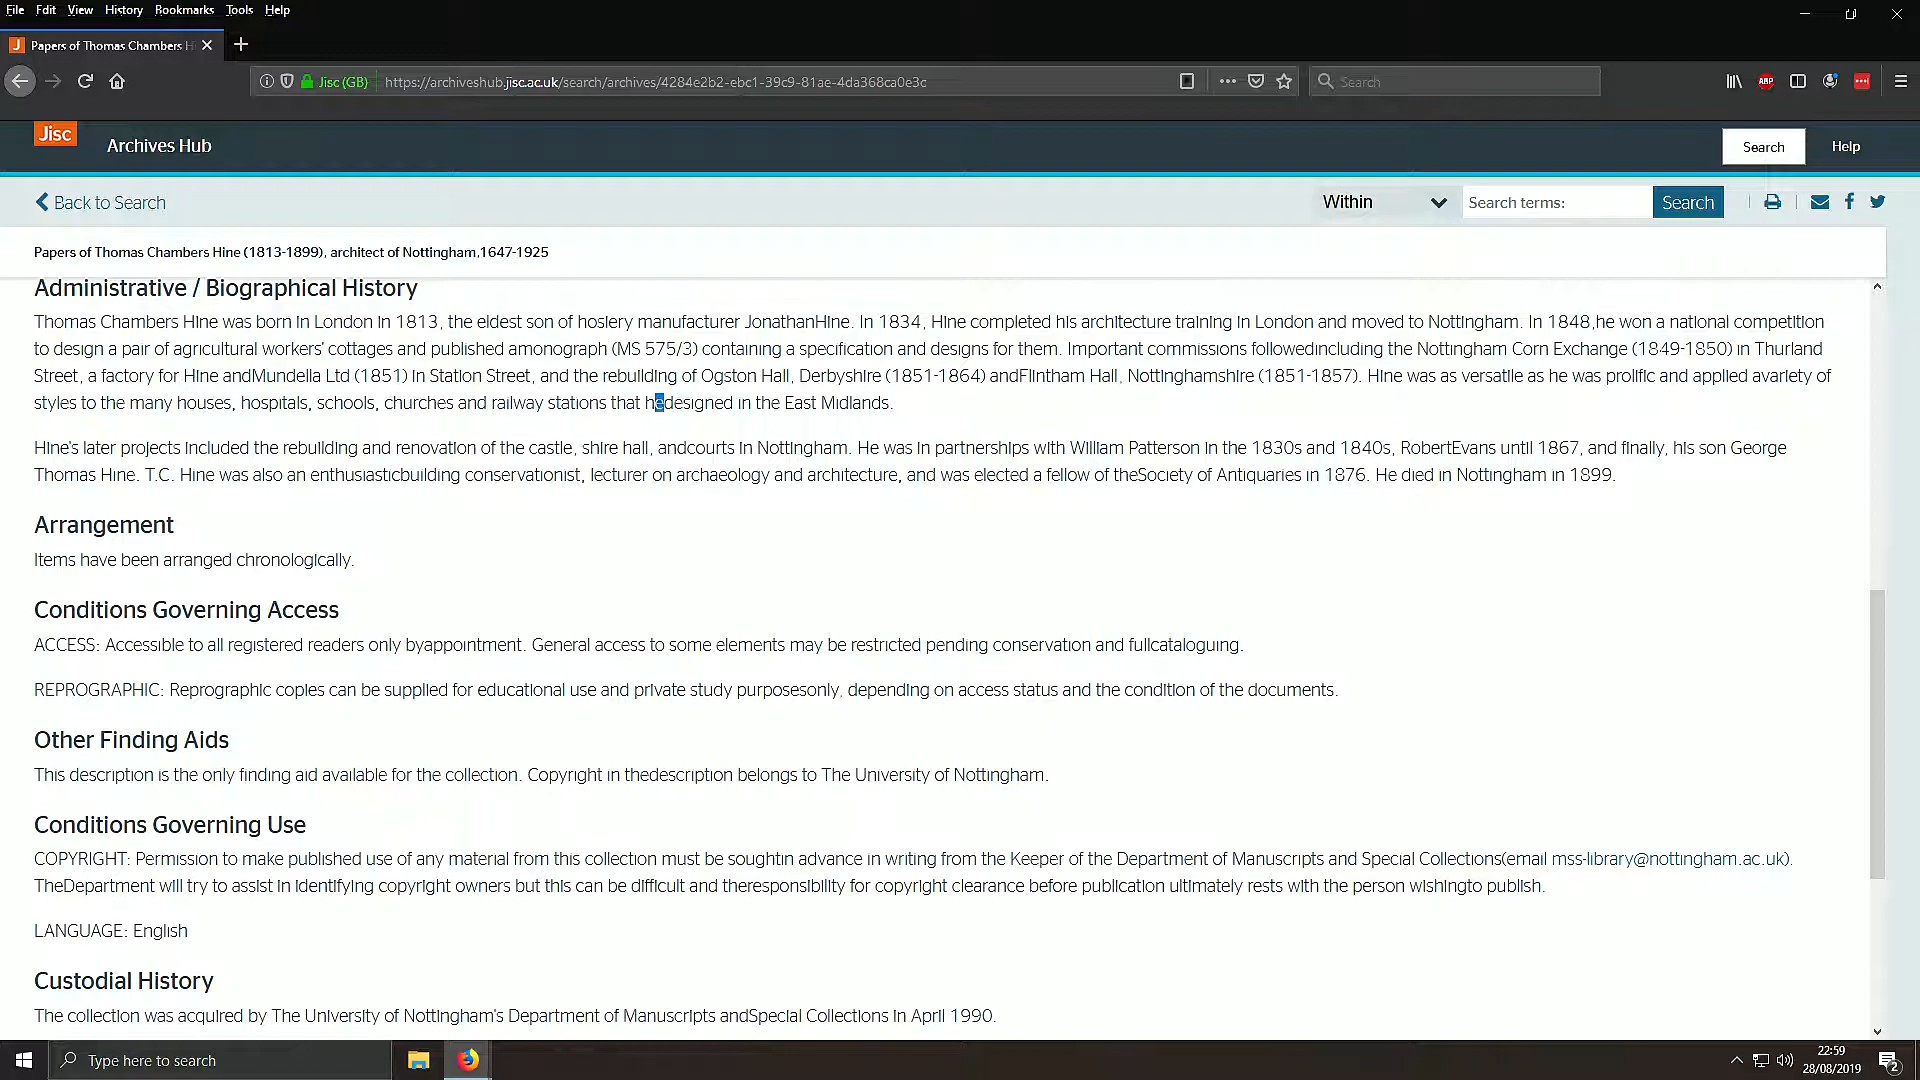 File Edit View History Bookmarks Tools Help
Papers of Thomas Chambers H
Jisc (GB) https://archiveshub.jisc.ac.uk/search/archives/4284e2b2-ebc1-39c9-81ae-4da368ca0e3c Search ABP
Jisc Archives Hub Search Help
Back to Search Within Search terms: Search
Papers of Thomas Chambers Hine (1813-1899), architect of Nottingham,1647-1925
Administrative / Biographical History
Thomas Chambers Hine was born in London in 1813, the eldest son of hosiery manufacturer JonathanHine. In 1834, Hine completed his architecture training in London and moved to Nottingham. In 1848,he won a national competition
to design a pair of agricultural workers' cottages and published amonograph (MS 575/3) containing a specification and designs for them. Important commissions followedincluding the Nottingham Corn Exchange (1849-1850) in Thurland
Street, a factory for Hine andMundella Ltd (1851) in Station Street, and the rebuilding of Ogston Hall, Derbyshire (1851-1864) andFlintham Hall, Nottinghamshire (1851-1857). Hine was as versatile as he was prolific and applied avariety of
styles to the many houses, hospitals, schools, churches and railway stations that hedesigned in the East Midlands.
Hine's later projects included the rebuilding and renovation of the castle, shire hall, andcourts in Nottingham. He was in partnerships with William Patterson in the 1830s and 1840s, RobertEvans until 1867, and finally, his son George
Thomas Hine. T.C. Hine was also an enthusiasticbuilding conservationist, lecturer on archaeology and architecture, and was elected a fellow of theSociety of Antiquaries in 1876. He died in Nottingham in 1899.
Arrangement
Items have been arranged chronologically.
Conditions Governing Access
ACCESS: Accessible to all registered readers only byappointment. General access to some elements may be restricted pending conservation and fullcataloguing.
REPROGRAPHIC: Reprographic copies can be supplied for educational use and private study purposesonly, depending on access status and the condition of the documents.
Other Finding Aids
This description is the only finding aid available for the collection. Copyright in thedescription belongs to The University of Nottingham.
Conditions Governing Use
COPYRIGHT: Permission to make published use of any material from this collection must be soughtin advance in writing from the Keeper of the Department of Manuscripts and Special Collections(email mss-library@nottingham.ac.uk).
TheDepartment will try to assist in identifying copyright owners but this can be difficult and theresponsibility for copyright clearance before publication ultimately rests with the person wishingto publish.
LANGUAGE: English
Custodial History
The collection was acquired by The University of Nottingham's Department of Manuscripts andSpecial Collections in April 1990.
Type here to search 22:59
28/08/2019 2